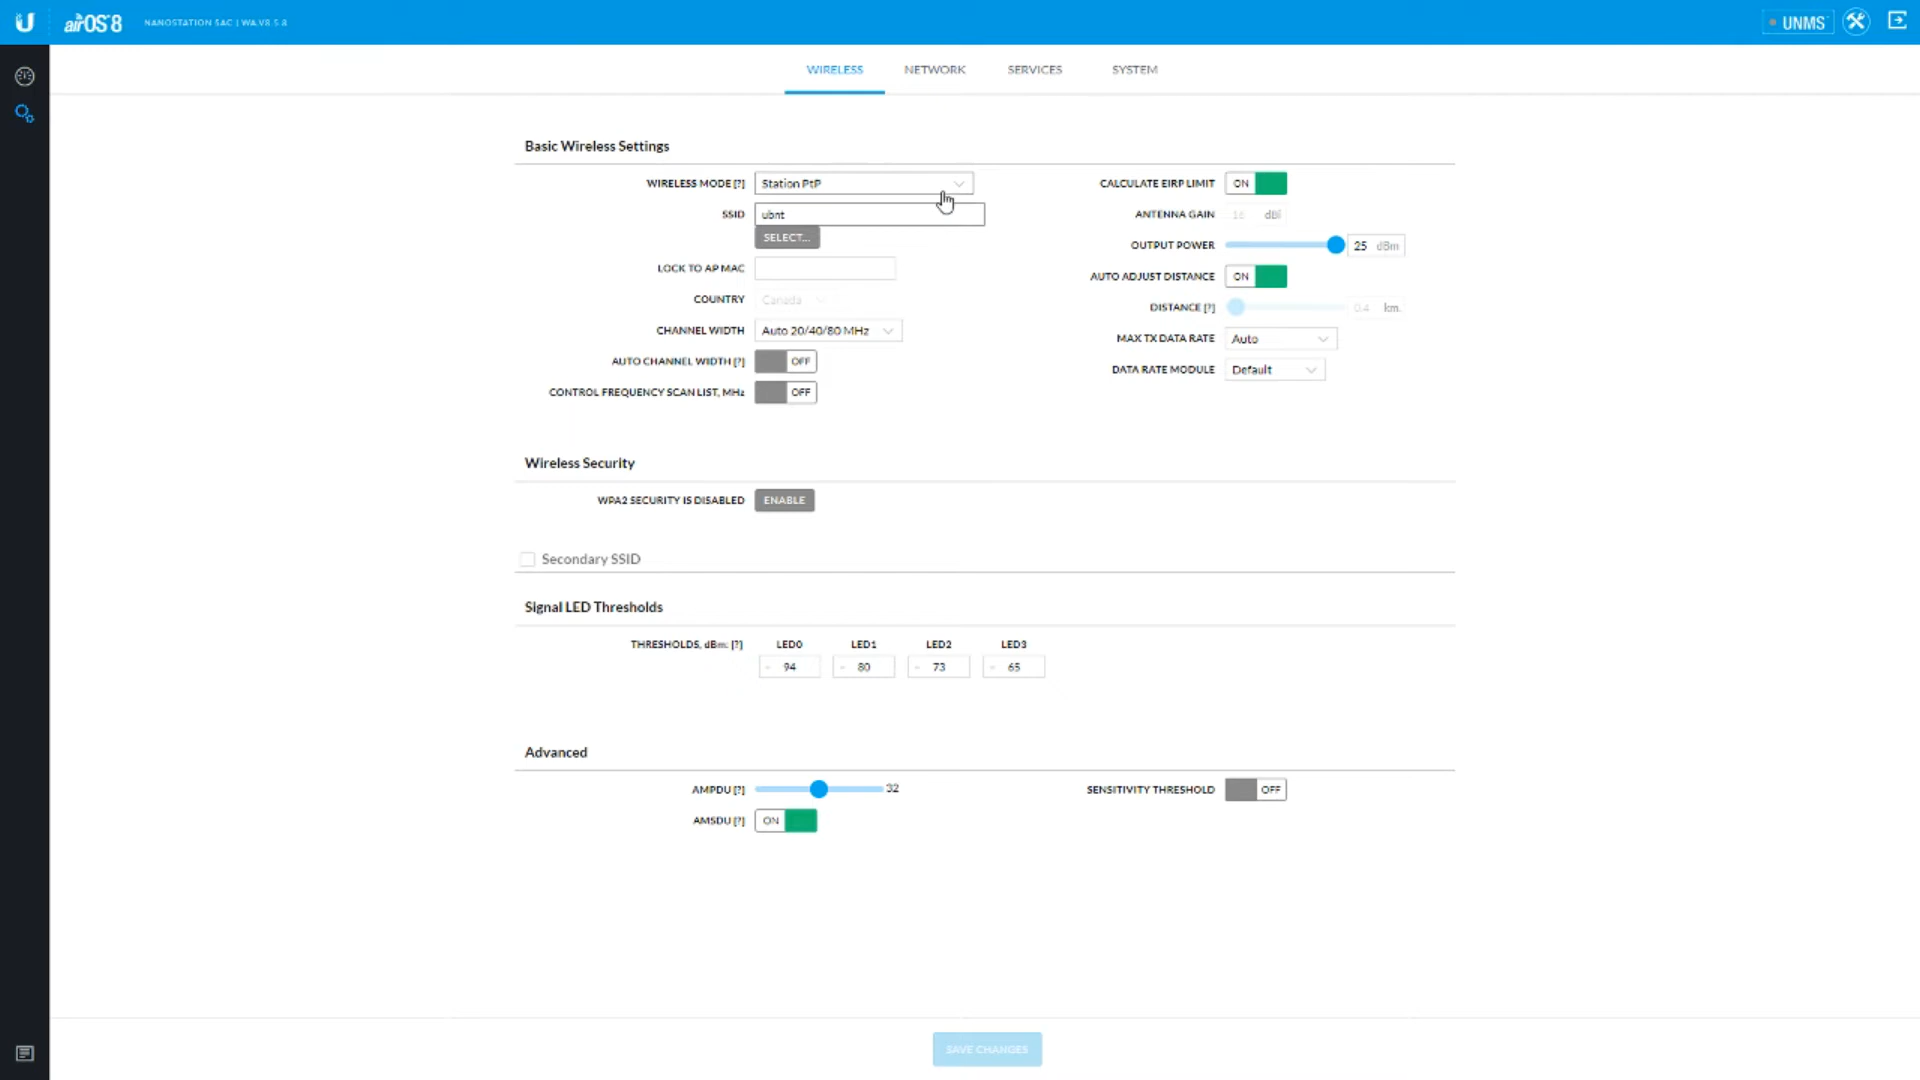 airOS 8 NANOSTATION 5AC | WA.V8.5.8 UNMS
WIRELESS NETWORK SERVICES SYSTEM
Basic Wireless Settings
WIRELESS MODE [?] Station PtP CALCULATE EIRP LIMIT ON
SSID ubnt ANTENNA GAIN 16 dBi
SELECT...
OUTPUT POWER 25 dBm
LOCK TO AP MAC AUTO ADJUST DISTANCE ON
COUNTRY Canada DISTANCE [?] 0.4 km.
CHANNEL WIDTH Auto 20/40/80 MHz MAX TX DATA RATE Auto
AUTO CHANNEL WIDTH [?] OFF DATA RATE MODULE Default
CONTROL FREQUENCY SCAN LIST, MHz OFF
Wireless Security
WPA2 SECURITY IS DISABLED ENABLE
Secondary SSID
Signal LED Thresholds
THRESHOLDS, dBm: [?] LED0 LED1 LED2 LED3
- 94 - 80 - 73 - 65
Advanced
AMPDU [?] 32 SENSITIVITY THRESHOLD OFF
AMSDU [?] ON
SAVE CHANGES